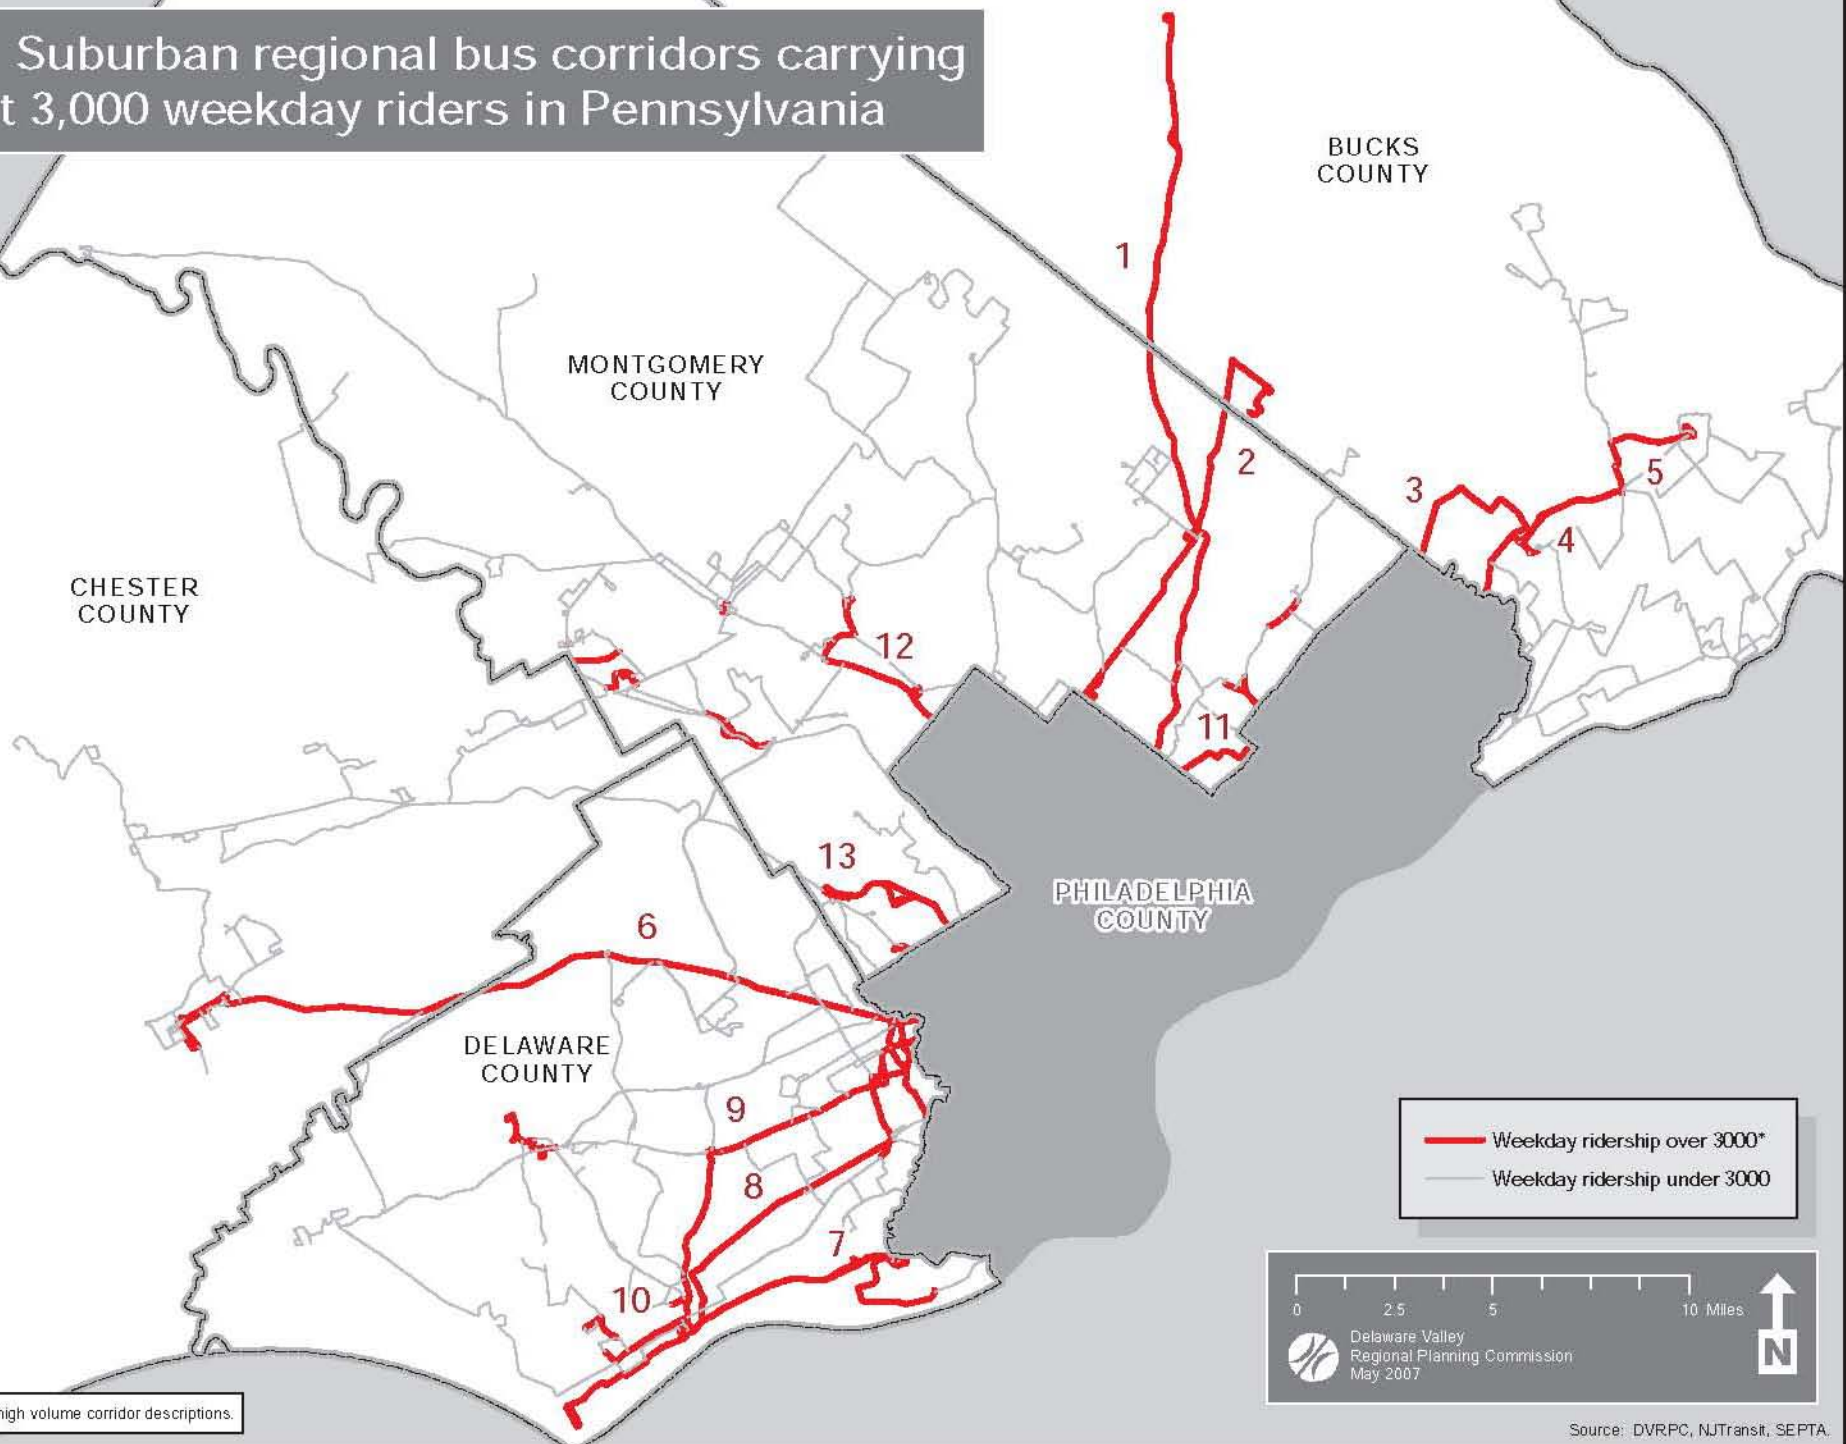 Suburban regional bus corridors carrying
t 3,000 weekday riders in Pennsylvania
BUCKS
COUNTY
1
MONTGOMERY
COUNTY
2
3
5
4
CHESTER
COUNTY
12
11
13
PHILADELPHIA
COUNTY
6
DELAWARE
COUNTY
9
8
7
10
Weekday ridership over 3000*
Weekday ridership under 3000
0 2.5 5 10 Miles
Delaware Valley
Regional Planning Commission
May 2007
N
high volume corridor descriptions.
Source: DVRPC, NJTransit, SEPTA.